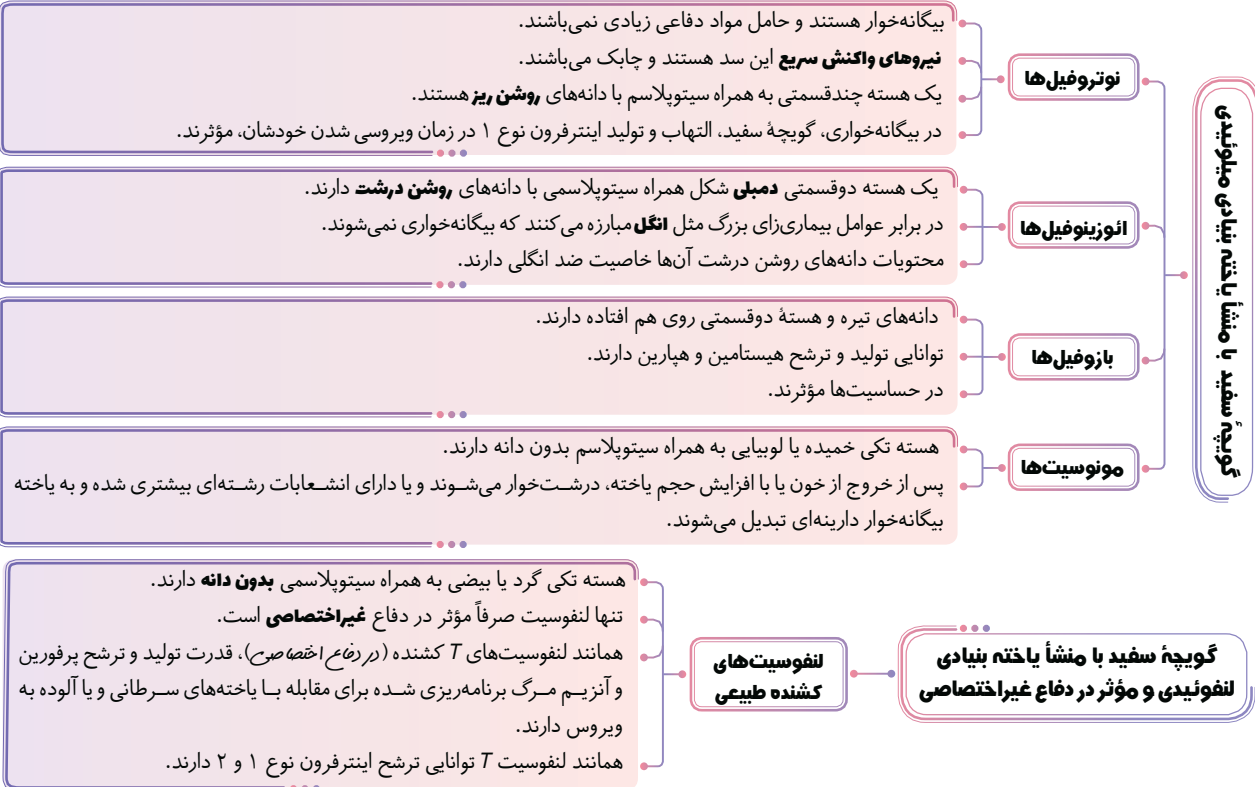 گویچهٔ سفید با منشأ یاخته بنیادی میلوئیدی
نوتروفیل‌ها
بیگانه‌خوار هستند و حامل مواد دفاعی زیادی نمی‌باشند.
نیروهای واکنش سریع این سد هستند و چابک می‌باشند.
یک هسته چندقسمتی به همراه سیتوپلاسم با دانه‌های روشن ریز هستند.
در بیگانه‌خواری، گویچهٔ سفید، التهاب و تولید اینترفرون نوع ۱ در زمان ویروسی شدن خودشان، مؤثرند.
ائوزینوفیل‌ها
یک هسته دوقسمتی دمبلی شکل همراه سیتوپلاسمی با دانه‌های روشن درشت دارند.
در برابر عوامل بیماری‌زای بزرگ مثل انگل مبارزه می‌کنند که بیگانه‌خواری نمی‌شوند.
محتویات دانه‌های روشن درشت آن‌ها خاصیت ضد انگلی دارند.
بازوفیل‌ها
دانه‌های تیره و هستهٔ دوقسمتی روی هم افتاده دارند.
توانایی تولید و ترشح هیستامین و هپارین دارند.
در حساسیت‌ها مؤثرند.
مونوسیت‌ها
هسته تکی خمیده یا لوبیایی به همراه سیتوپلاسم بدون دانه دارند.
پس از خروج از خون یا با افزایش حجم یاخته، درشت‌خوار می‌شوند و یا دارای انشعابات رشته‌ای بیشتری شده و به یاخته
بیگانه‌خوار دارینه‌ای تبدیل می‌شوند.
گویچهٔ سفید با منشأ یاخته بنیادی
لنفوئیدی و مؤثر در دفاع غیراختصاصی
لنفوسیت‌های
کشنده طبیعی
هسته تکی گرد یا بیضی به همراه سیتوپلاسمی بدون دانه دارند.
تنها لنفوسیت صرفاً مؤثر در دفاع غیراختصاصی است.
همانند لنفوسیت‌های T کشنده (در دفاع اختصاصی)، قدرت تولید و ترشح پرفورین
و آنزیم مرگ برنامه‌ریزی شده برای مقابله با یاخته‌های سرطانی و یا آلوده به
ویروس دارند.
همانند لنفوسیت T توانایی ترشح اینترفرون نوع ۱ و ۲ دارند.